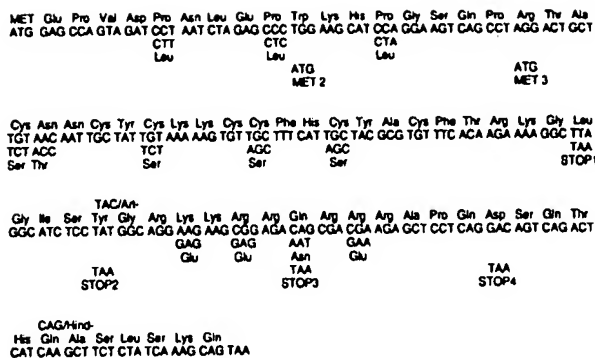 MET Glu Pro Val Asp Pro Asn Leu Glu Pro Trp Lys His Pro Gly Ser Gln Pro Arg Thr Ala
ATG GAG CCA GTA GAT CCT AAT CTA GAG CCC TGG AAG CAT CCA GGA AGT CAG CCT AGG ACT GCT
CTT CTC CTA
Leu Leu Leu
ATG ATG
MET 2 MET 3
Cys Asn Asn Cys Tyr Cys Lys Lys Cys Cys Phe His Cys Tyr Ala Cys Phe Thr Arg Lys Gly Leu
TGT AAC AAT TGC TAT TGT AAA AAG TGT TGC TTT CAT TGC TAC GCG TGT TTC ACA AGA AAA GGC TTA
TCT ACC TCT AGC AGC TAA
Ser Thr Ser Ser Ser STOP1
TAC/Ari-
Gly Ile Ser Tyr Gly Arg Lys Lys Arg Arg Gln Arg Arg Arg Ala Pro Gln Asp Ser Gln Thr
GGC ATC TCC TAT GGC AGG AAG AAG CGG AGA CAG CGA CGA AGA GCT CCT CAG GAC AGT CAG ACT
GAG GAG AAT GAA
Glu Glu Asn Glu
TAA TAA TAA
STOP2 STOP3 STOP4
CAG/Hind-
His Gln Ala Ser Leu Ser Lys Gln
CAT CAA GCT TCT CTA TCA AAG CAG TAA